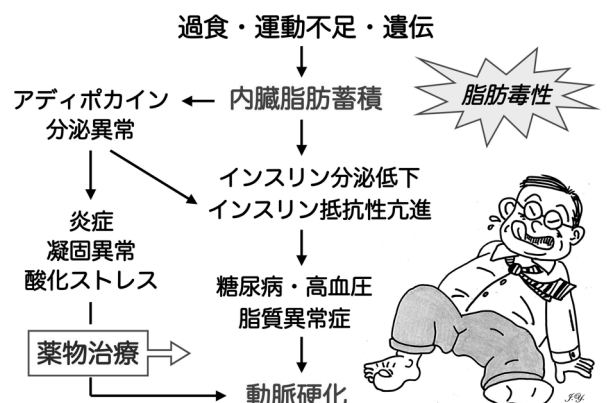 過食・運動不足・遺伝
アディポカイン
分泌異常
内臓脂肪蓄積
脂肪毒性
インスリン分泌低下
インスリン抵抗性亢進
炎症
凝固異常
酸化ストレス
糖尿病・高血圧
脂質異常症
薬物治療
動脈硬化
J.Y.